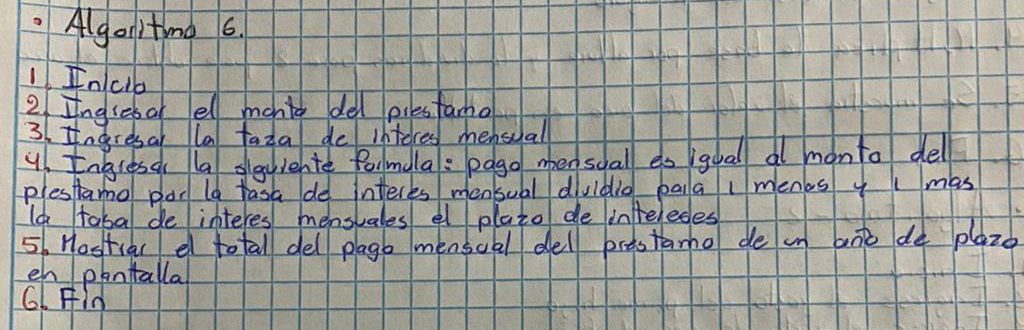 • Algoritmo 6.
1. Inicio
2. Ingresar el monto del prestamo
3. Ingresar la taza de interes mensual
4. Ingresar la siguiente formula: pago mensual es igual al monto del
prestamo por la tasa de interes mensual dividio para 1 menos y 1 mas
la tasa de interes mensuales el plazo de intereses
5. Mostrar el total del pago mensual del prestamo de un año de plazo
en pantalla
6. Fin